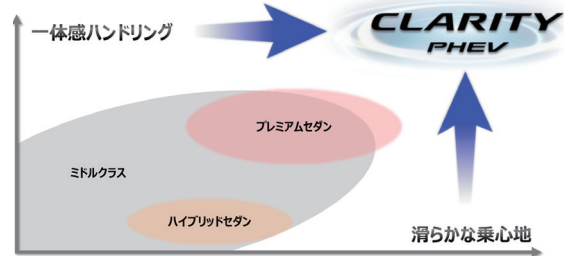 一体感ハンドリング
CLARITY
PHEV
プレミアムセダン
ミドルクラス
ハイブリッドセダン
滑らかな乗心地